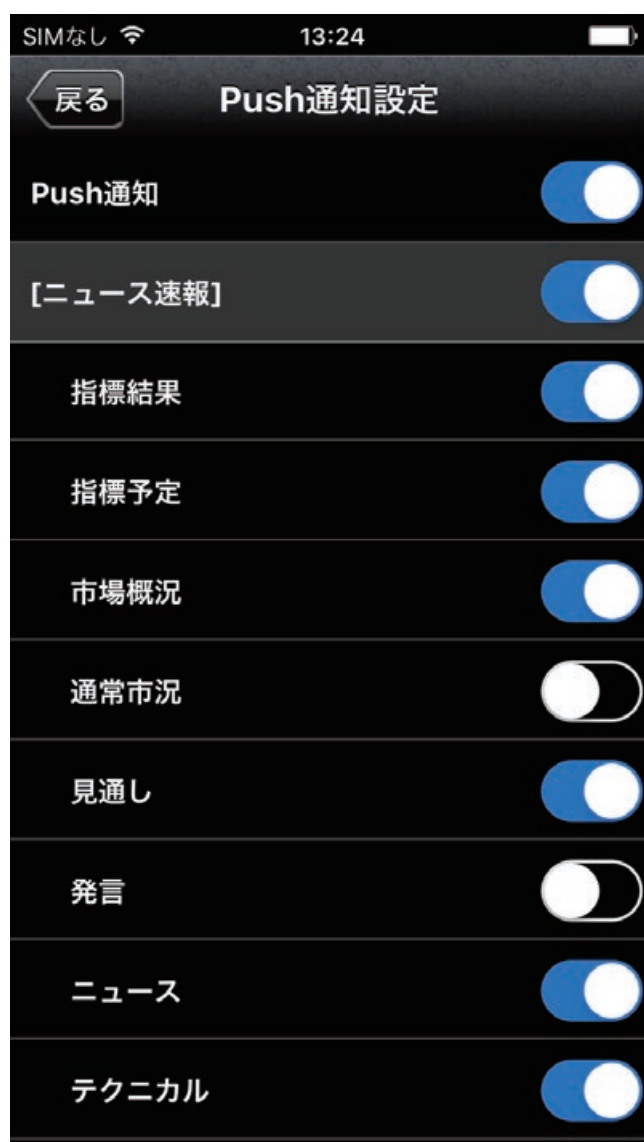 SIMなし 13:24
戻る Push通知設定
Push通知
[ニュース速報]
指標結果
指標予定
市場概況
通常市況
見通し
発言
ニュース
テクニカル